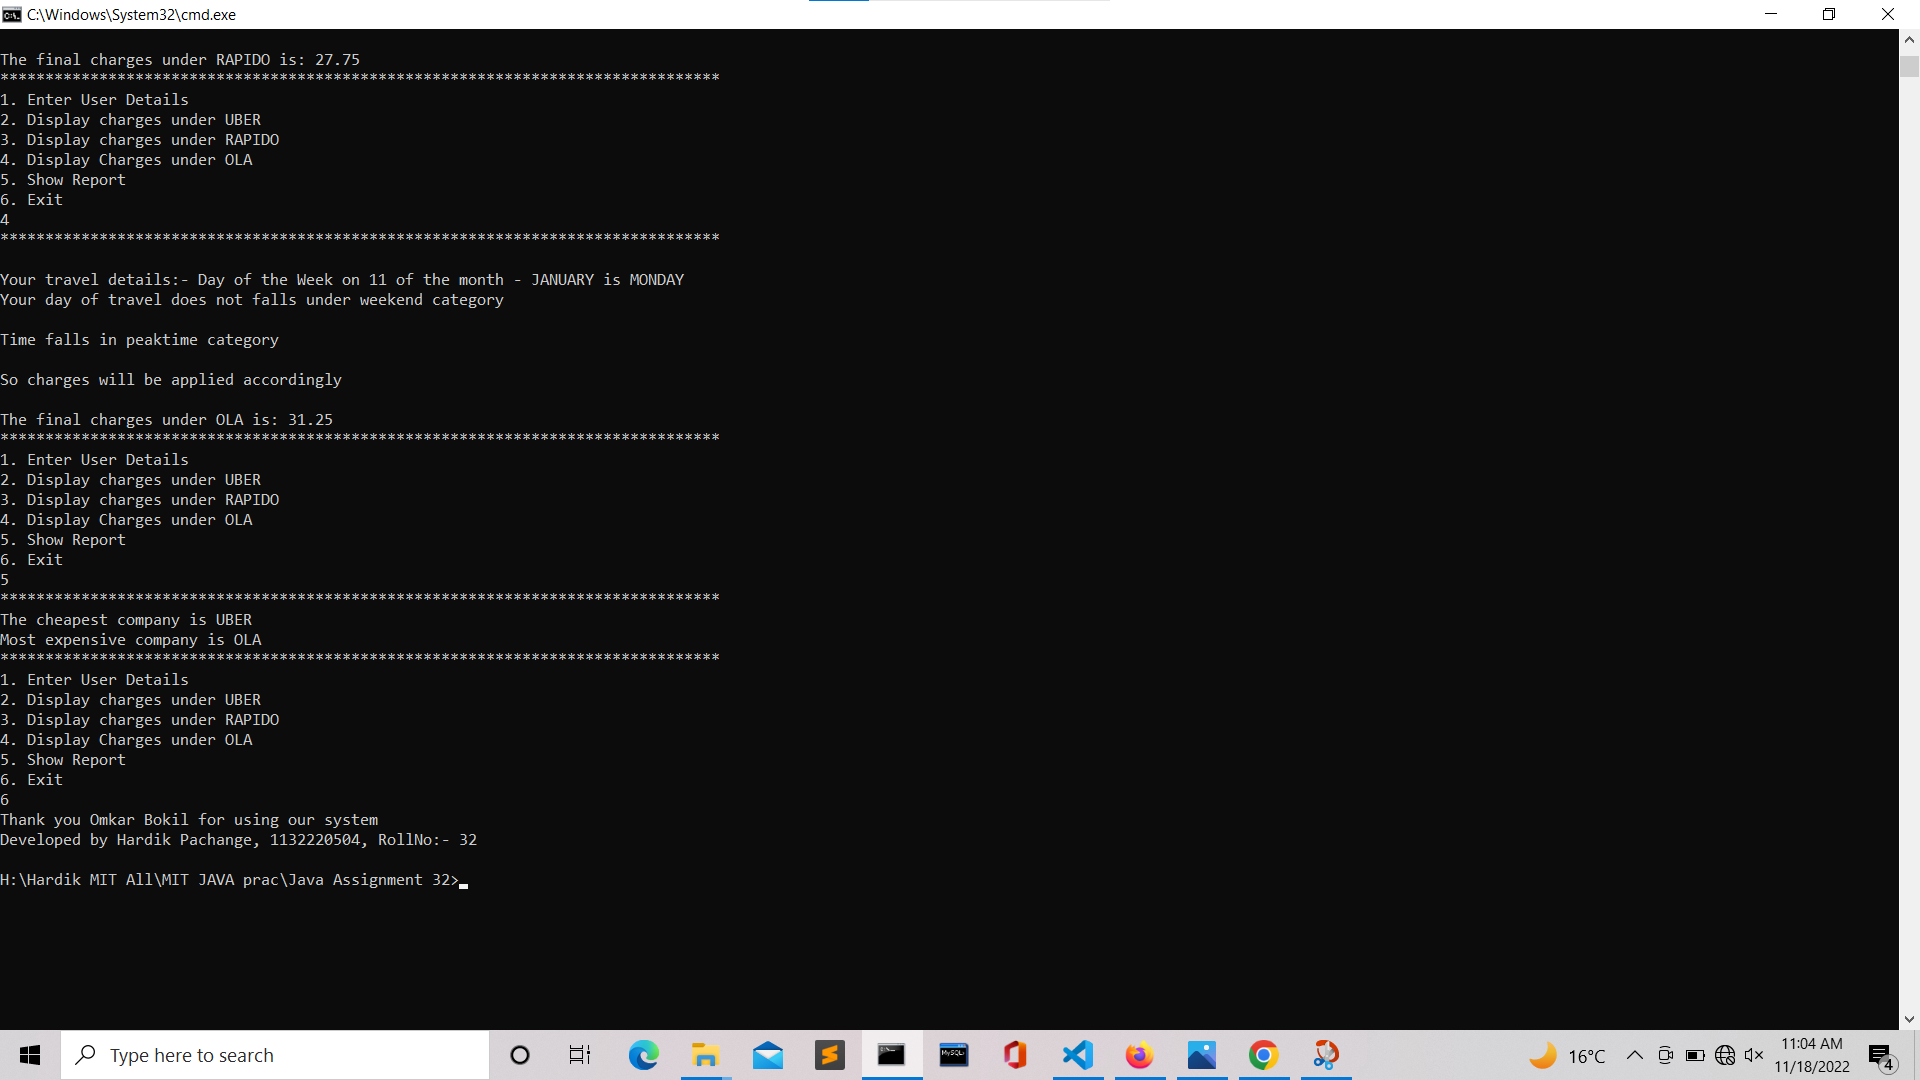 C:\Windows\System32\cmd.exe
The final charges under RAPIDO is: 27.75
********************************************************************************
1. Enter User Details
2. Display charges under UBER
3. Display charges under RAPIDO
4. Display Charges under OLA
5. Show Report
6. Exit
4
********************************************************************************
Your travel details:- Day of the Week on 11 of the month - JANUARY is MONDAY
Your day of travel does not falls under weekend category
Time falls in peaktime category
So charges will be applied accordingly
The final charges under OLA is: 31.25
********************************************************************************
1. Enter User Details
2. Display charges under UBER
3. Display charges under RAPIDO
4. Display Charges under OLA
5. Show Report
6. Exit
5
********************************************************************************
The cheapest company is UBER
Most expensive company is OLA
********************************************************************************
1. Enter User Details
2. Display charges under UBER
3. Display charges under RAPIDO
4. Display Charges under OLA
5. Show Report
6. Exit
6
Thank you Omkar Bokil for using our system
Developed by Hardik Pachange, 1132220504, RollNo:- 32
H:\Hardik MIT All\MIT JAVA prac\Java Assignment 32>
Type here to search
16°C
11:04 AM
11/18/2022
4